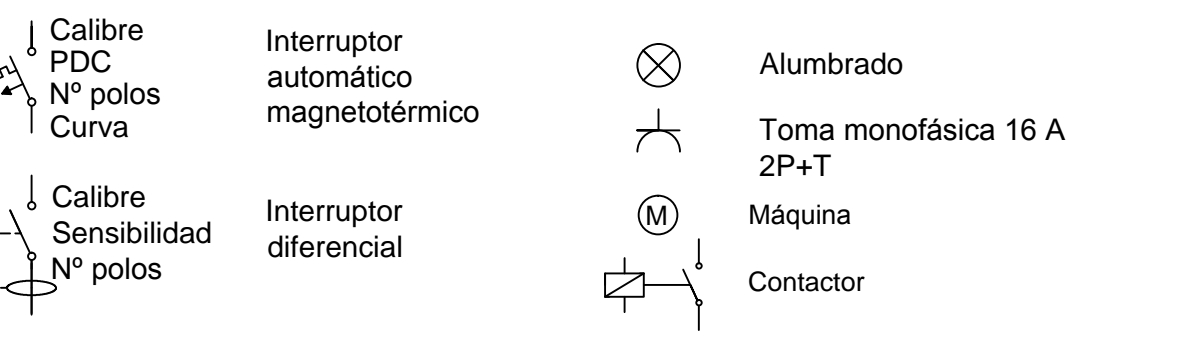 Calibre
PDC
Nº polos
Curva
Interruptor
automático
magnetotérmico
Calibre
Sensibilidad
Nº polos
Interruptor
diferencial
Alumbrado
Toma monofásica 16 A
2P+T
M
Máquina
Contactor